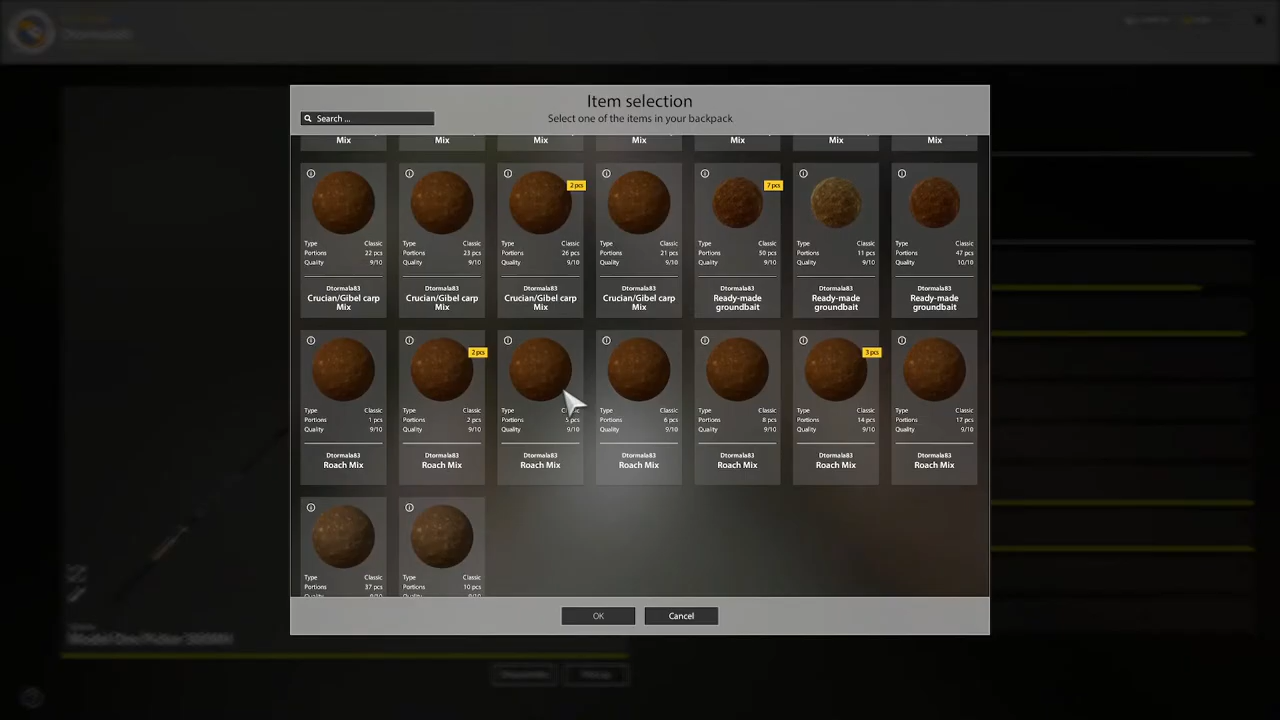 Dtormala83
Item selection
Search ...
Select one of the items in your backpack
Mix Mix Mix Mix Mix Mix Mix
2 pcs 7 pcs
Type Classic Type Classic Type Classic Type Classic Type Classic Type Classic Type Classic
Portions 22 pcs Portions 23 pcs Portions 26 pcs Portions 21 pcs Portions 50 pcs Portions 11 pcs Portions 47 pcs
Quality 9/10 Quality 9/10 Quality 9/10 Quality 9/10 Quality 9/10 Quality 9/10 Quality 10/10
Dtormala83 Dtormala83 Dtormala83 Dtormala83 Dtormala83 Dtormala83 Dtormala83
Crucian/Gibel carp Crucian/Gibel carp Crucian/Gibel carp Crucian/Gibel carp Ready-made Ready-made Ready-made
Mix Mix Mix Mix groundbait groundbait groundbait
2 pcs 3 pcs
Type Classic Type Classic Type Type Classic Type Classic Type Classic Type Classic
Portions 1 pcs Portions 2 pcs Portions 5 pcs Portions 6 pcs Portions 8 pcs Portions 14 pcs Portions 17 pcs
Quality 9/10 Quality 9/10 Quality 9/10 Quality 9/10 Quality 9/10 Quality 9/10 Quality 9/10
Dtormala83 Dtormala83 Dtormala83 Dtormala83 Dtormala83 Dtormala83 Dtormala83
Roach Mix Roach Mix Roach Mix Roach Mix Roach Mix Roach Mix Roach Mix
Type Classic Type Classic
Portions 37 pcs Portions 10 pcs
OK Cancel